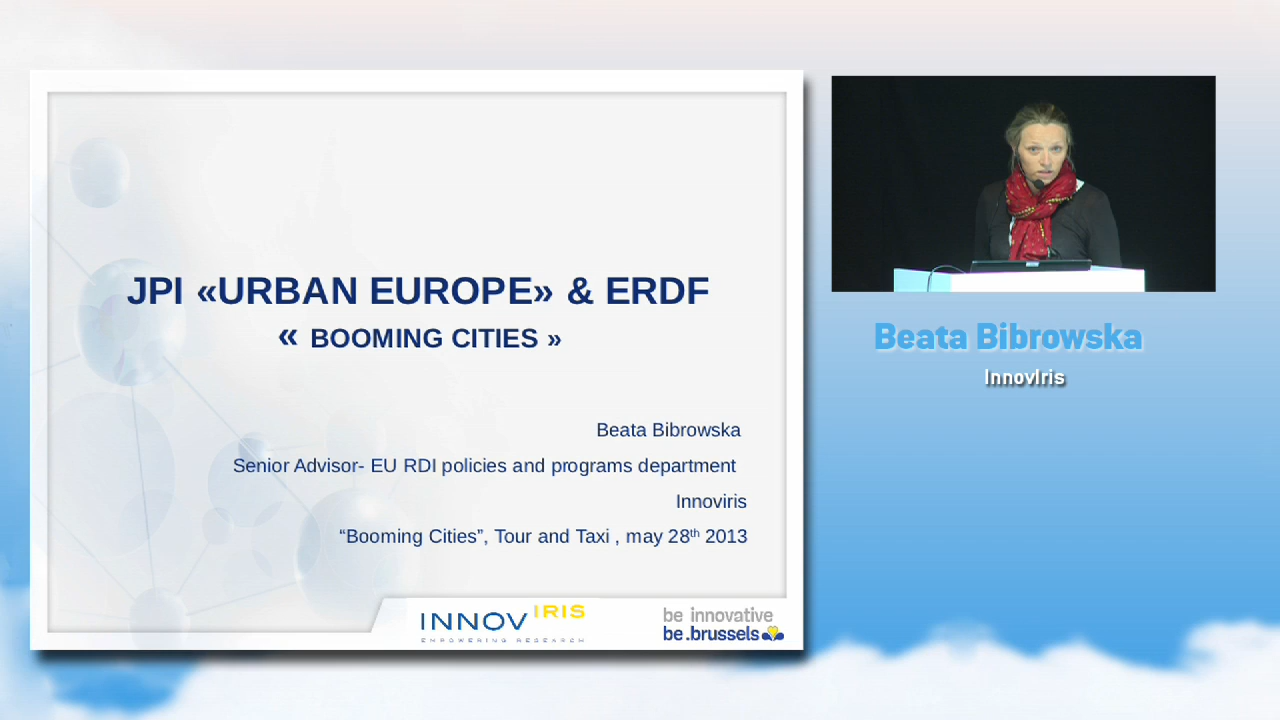 JPI «URBAN EUROPE» & ERDF
« BOOMING CITIES »
Beata Bibrowska
Senior Advisor- EU RDI policies and programs department
Innoviris
“Booming Cities”, Tour and Taxi , may 28th 2013
INNOVIRIS
EMPOWERING RESEARCH
be innovative
be .brussels
Beata Bibrowska
InnovIris